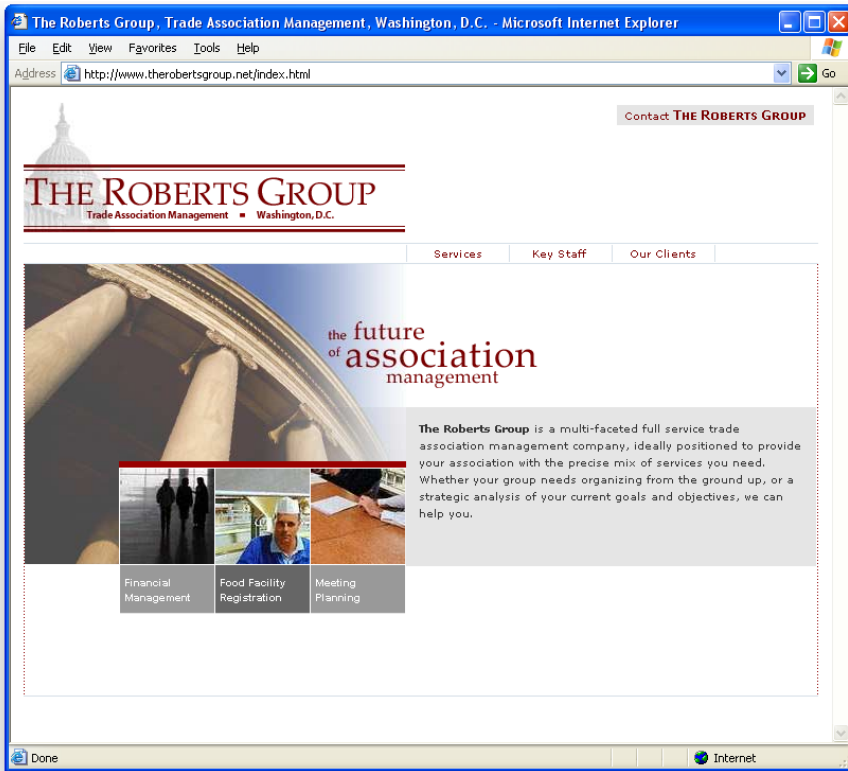 The Roberts Group, Trade Association Management, Washington, D.C. - Microsoft Internet Explorer
File Edit View Favorites Tools Help
Address http://www.therobertsgroup.net/index.html Go
Contact THE ROBERTS GROUP
THE ROBERTS GROUP
Trade Association Management ■ Washington, D.C.
Services Key Staff Our Clients
the future
of association
management
The Roberts Group is a multi-faceted full service trade
association management company, ideally positioned to provide
your association with the precise mix of services you need.
Whether your group needs organizing from the ground up, or a
strategic analysis of your current goals and objectives, we can
help you.
Financial Food Facility Meeting
Management Registration Planning
Done Internet